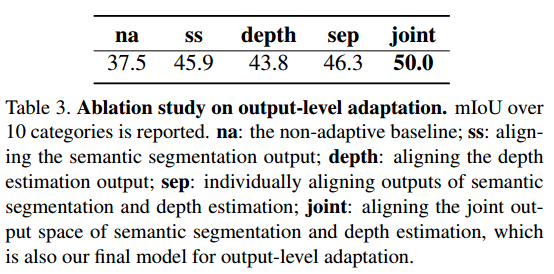 na ss depth sep joint
37.5 45.9 43.8 46.3 50.0
Table 3. Ablation study on output-level adaptation. mIoU over
10 categories is reported. na: the non-adaptive baseline; ss: align-
ing the semantic segmentation output; depth: aligning the depth
estimation output; sep: individually aligning outputs of semantic
segmentation and depth estimation; joint: aligning the joint out-
put space of semantic segmentation and depth estimation, which
is also our final model for output-level adaptation.